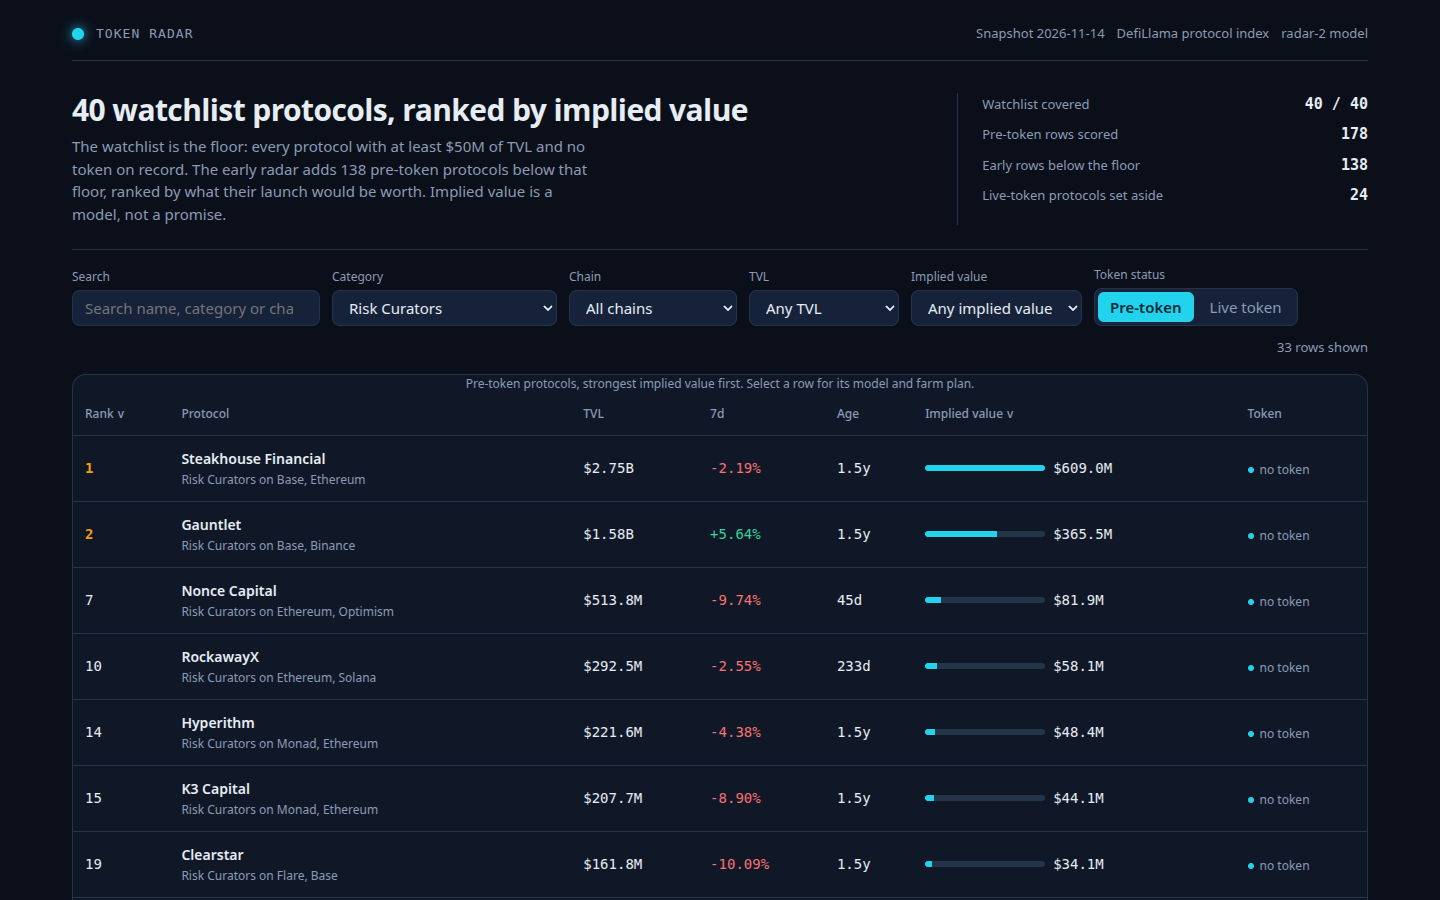 TOKEN RADAR
Snapshot 2026-11-14 DefiLlama protocol index radar-2 model
40 watchlist protocols, ranked by implied value
The watchlist is the floor: every protocol with at least $50M of TVL and no
token on record. The early radar adds 138 pre-token protocols below that
floor, ranked by what their launch would be worth. Implied value is a
model, not a promise.
Watchlist covered 40 / 40
Pre-token rows scored 178
Early rows below the floor 138
Live-token protocols set aside 24
Search Category Chain TVL Implied value Token status
Search name, category or cha Risk Curators All chains Any TVL Any implied value Pre-token Live token
33 rows shown
Pre-token protocols, strongest implied value first. Select a row for its model and farm plan.
Rank v Protocol TVL 7d Age Implied value v Token
1 Steakhouse Financial $2.75B -2.19% 1.5y $609.0M no token
Risk Curators on Base, Ethereum
2 Gauntlet $1.58B +5.64% 1.5y $365.5M no token
Risk Curators on Base, Binance
7 Nonce Capital $513.8M -9.74% 45d $81.9M no token
Risk Curators on Ethereum, Optimism
10 RockawayX $292.5M -2.55% 233d $58.1M no token
Risk Curators on Ethereum, Solana
14 Hyperithm $221.6M -4.38% 1.5y $48.4M no token
Risk Curators on Monad, Ethereum
15 K3 Capital $207.7M -8.90% 1.5y $44.1M no token
Risk Curators on Monad, Ethereum
19 Clearstar $161.8M -10.09% 1.5y $34.1M no token
Risk Curators on Flare, Base